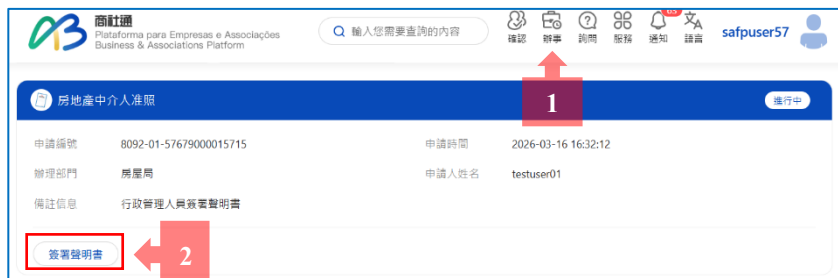 商社通
Plataforma para Empresas e Associações
Business & Associations Platform
輸入您需要查詢的內容
確認
辦事
詢問
服務
通知
語言
safpuser57
1
房地產中介人准照
進行中
申請編號 8092-01-57679000015715 申請時間 2026-03-16 16:32:12
辦理部門 房屋局 申請人姓名 testuser01
備註信息 行政管理人員簽署聲明書
簽署聲明書
2